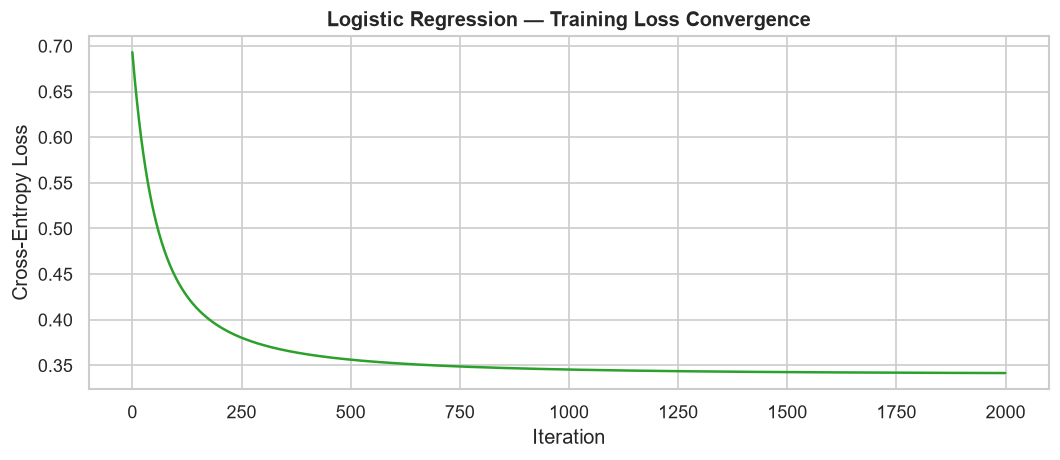 Logistic Regression — Training Loss Convergence
0.70
0.65
0.60
0.55
0.50
0.45
0.40
0.35
Cross-Entropy Loss
0 250 500 750 1000 1250 1500 1750 2000
Iteration